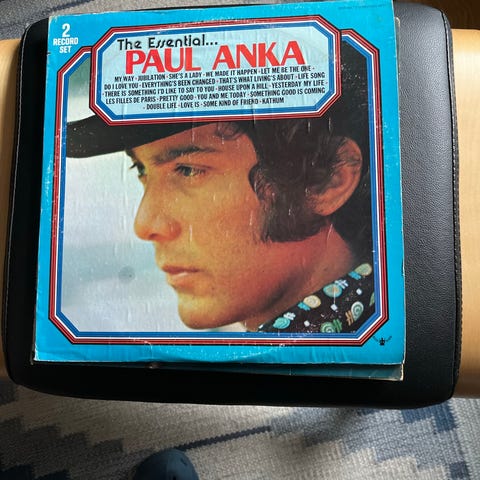 2
RECORD
SET
The Essential...
PAUL ANKA
MY WAY • JUBILATION • SHE'S A LADY • WE MADE IT HAPPEN • LET ME BE THE ONE •
DO I LOVE YOU • EVERYTHING'S BEEN CHANGED • THAT'S WHAT LIVING'S ABOUT • LIFE SONG
• THERE IS SOMETHING I'D LIKE TO SAY TO YOU • HOUSE UPON A HILL • YESTERDAY MY LIFE •
LES FILLES DE PARIS • PRETTY GOOD • YOU AND ME TODAY • SOMETHING GOOD IS COMING
• DOUBLE LIFE • LOVE IS • SOME KIND OF FRIEND • KATHUM